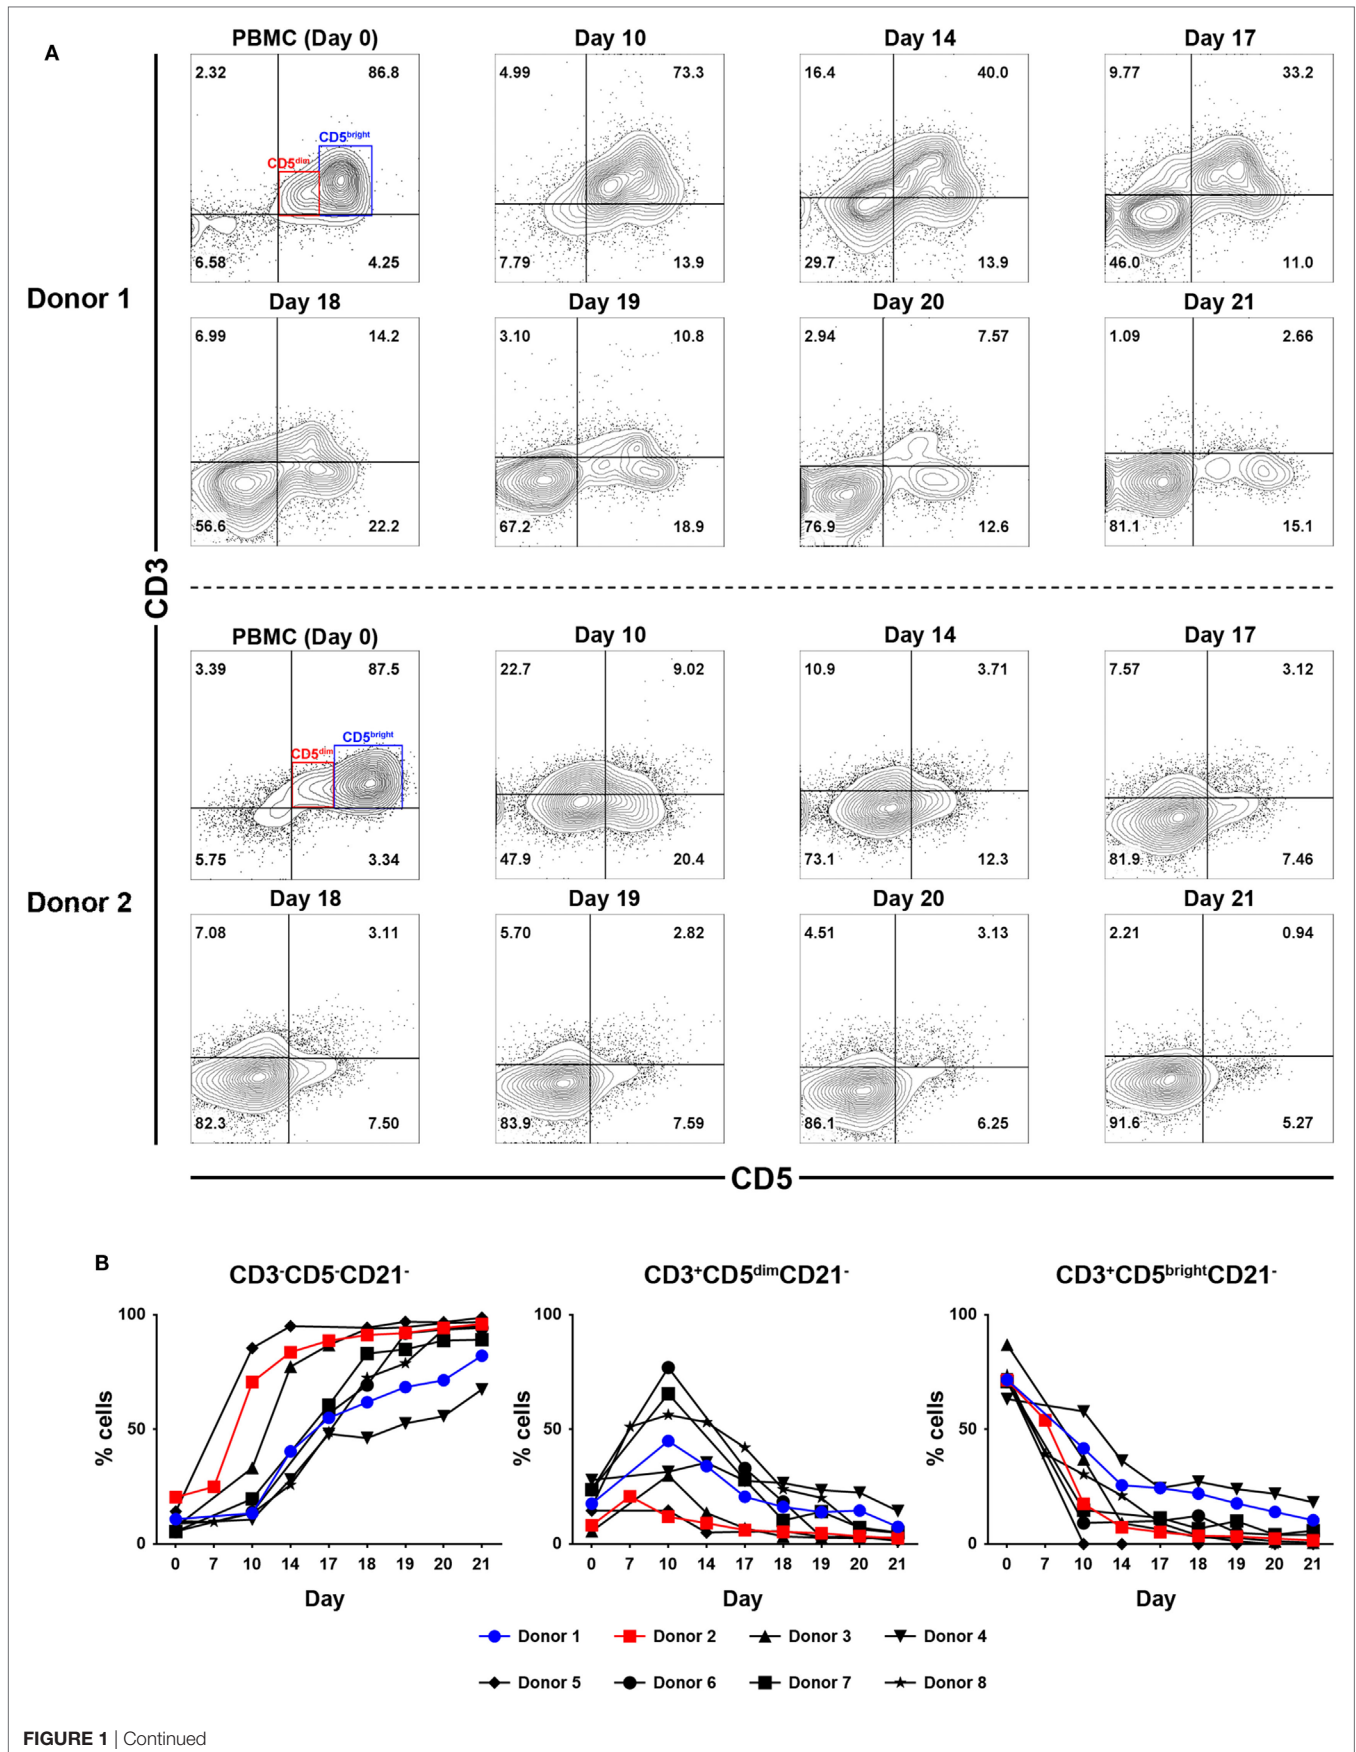 A
PBMC (Day 0) Day 10 Day 14 Day 17
2.32 86.8 4.99 73.3 16.4 40.0 9.77 33.2
CD5bright
CD5dim
6.58 4.25 7.79 13.9 29.7 13.9 46.0 11.0
Donor 1
Day 18 Day 19 Day 20 Day 21
6.99 14.2 3.10 10.8 2.94 7.57 1.09 2.66
56.6 22.2 67.2 18.9 76.9 12.6 81.1 15.1
CD3
PBMC (Day 0) Day 10 Day 14 Day 17
3.39 87.5 22.7 9.02 10.9 3.71 7.57 3.12
CD5bright
CD5dim
5.75 3.34 47.9 20.4 73.1 12.3 81.9 7.46
Donor 2
Day 18 Day 19 Day 20 Day 21
7.08 3.11 5.70 2.82 4.51 3.13 2.21 0.94
82.3 7.50 83.9 7.59 86.1 6.25 91.6 5.27
CD5
B
CD3-CD5-CD21- CD3+CD5dimCD21- CD3+CD5brightCD21-
100 100 100
% cells % cells % cells
50 50 50
0 0 0
0 7 10 14 17 18 19 20 21 0 7 10 14 17 18 19 20 21 0 7 10 14 17 18 19 20 21
Day Day Day
Donor 1 Donor 2 Donor 3 Donor 4
Donor 5 Donor 6 Donor 7 Donor 8
FIGURE 1 | Continued